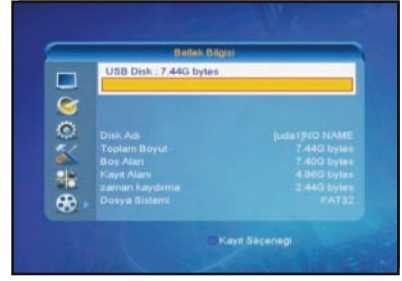 Bellek Bilgisi
USB Disk : 7.44G bytes
Disk Adı [uda1]NO NAME
Toplam Boyut 7.44G bytes
Boş Alan 7.40G bytes
Kayıt Alanı 4.96G bytes
zaman kaydırma 2.44G bytes
Dosya Sistemi FAT32
Kayıt Seçeneği